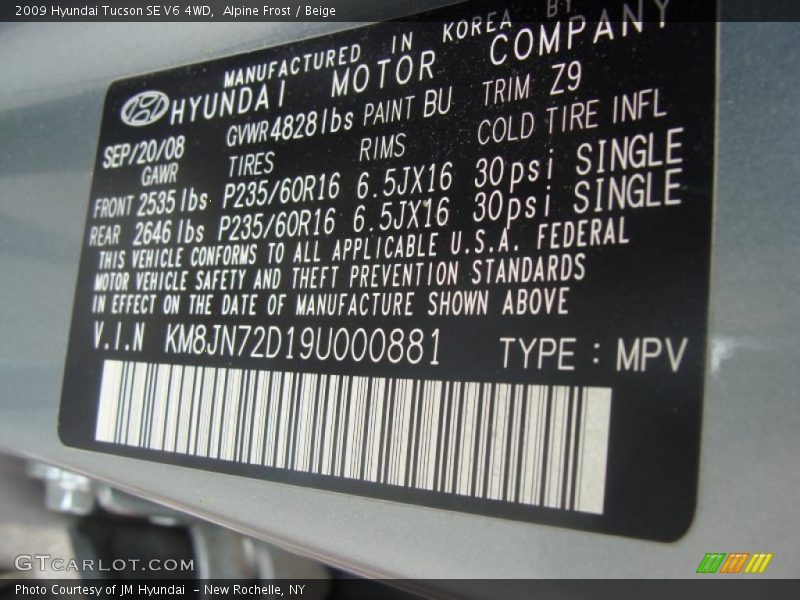 2009 Hyundai Tucson SE V6 4WD,  Alpine Frost / Beige
MANUFACTURED IN KOREA BY
HYUNDAI MOTOR COMPANY
SEP/20/08 GVWR 4828 lbs PAINT BU TRIM Z9
GAWR TIRES RIMS COLD TIRE INFL
FRONT 2535 lbs P235/60R16 6.5JX16 30psi SINGLE
REAR 2646 lbs P235/60R16 6.5JX16 30psi SINGLE
THIS VEHICLE CONFORMS TO ALL APPLICABLE U.S.A. FEDERAL
MOTOR VEHICLE SAFETY AND THEFT PREVENTION STANDARDS
IN EFFECT ON THE DATE OF MANUFACTURE SHOWN ABOVE
V.I.N KM8JN72D19U000881 TYPE : MPV
GTCARLOT.COM
Photo Courtesy of JM Hyundai  - New Rochelle, NY